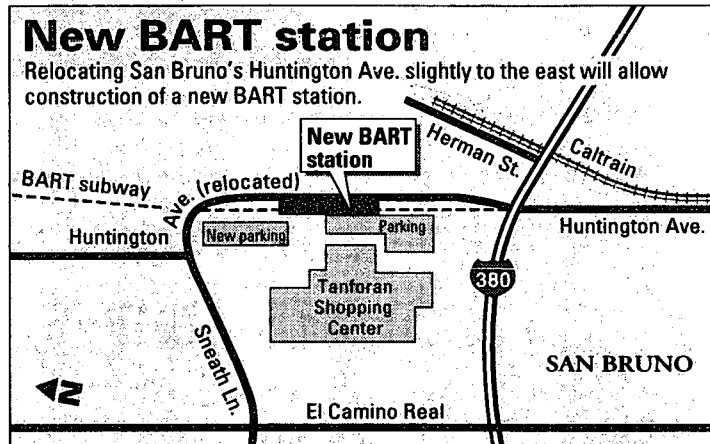 New BART station
Relocating San Bruno's Huntington Ave. slightly to the east will allow
construction of a new BART station.
New BART
station
Herman St.
Caltrain
BART subway
Ave. (relocated)
Huntington
New parking
Parking
Huntington Ave.
Tanforan
Shopping
Center
380
Sneath Ln.
SAN BRUNO
N
El Camino Real